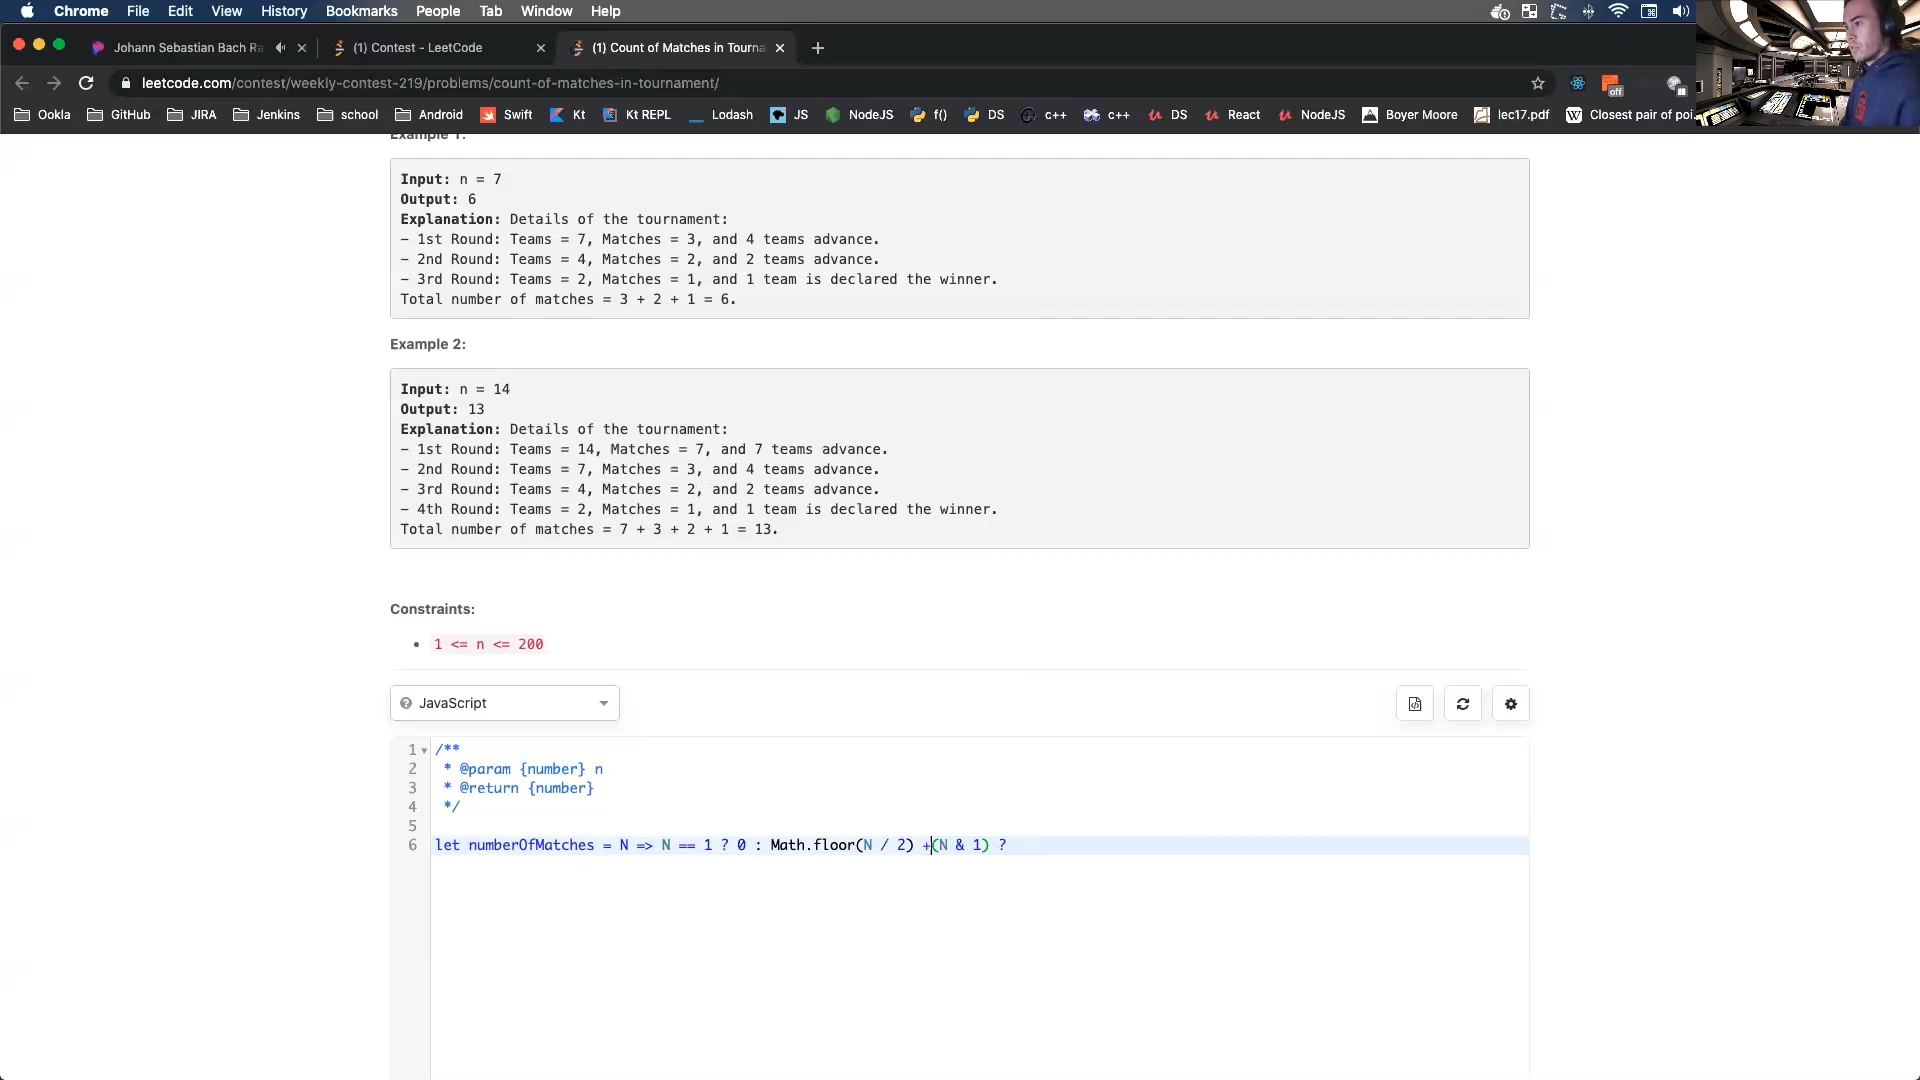 Chrome File Edit View History Bookmarks People Tab Window Help
Johann Sebastian Bach Ra
(1) Contest - LeetCode
(1) Count of Matches in Tourna
leetcode.com/contest/weekly-contest-219/problems/count-of-matches-in-tournament/
off
Ookla GitHub JIRA Jenkins school Android Swift Kt Kt REPL Lodash JS NodeJS f() DS c++ c++ DS React NodeJS Boyer Moore lec17.pdf Closest pair of poi
Example 1:
Input: n = 7
Output: 6
Explanation: Details of the tournament:
- 1st Round: Teams = 7, Matches = 3, and 4 teams advance.
- 2nd Round: Teams = 4, Matches = 2, and 2 teams advance.
- 3rd Round: Teams = 2, Matches = 1, and 1 team is declared the winner.
Total number of matches = 3 + 2 + 1 = 6.
Example 2:
Input: n = 14
Output: 13
Explanation: Details of the tournament:
- 1st Round: Teams = 14, Matches = 7, and 7 teams advance.
- 2nd Round: Teams = 7, Matches = 3, and 4 teams advance.
- 3rd Round: Teams = 4, Matches = 2, and 2 teams advance.
- 4th Round: Teams = 2, Matches = 1, and 1 team is declared the winner.
Total number of matches = 7 + 3 + 2 + 1 = 13.
Constraints:
• 1 <= n <= 200
JavaScript
1 /**
2 * @param {number} n
3 * @return {number}
4 */
5
6 let numberOfMatches = N => N == 1 ? 0 : Math.floor(N / 2) +(N & 1) ?